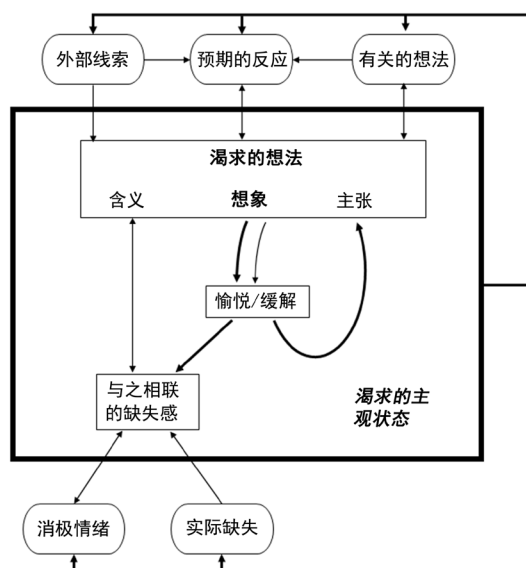 外部线索
预期的反应
有关的想法
渴求的想法
含义
想象
主张
愉悦/缓解
与之相联
的缺失感
渴求的主
观状态
消极情绪
实际缺失